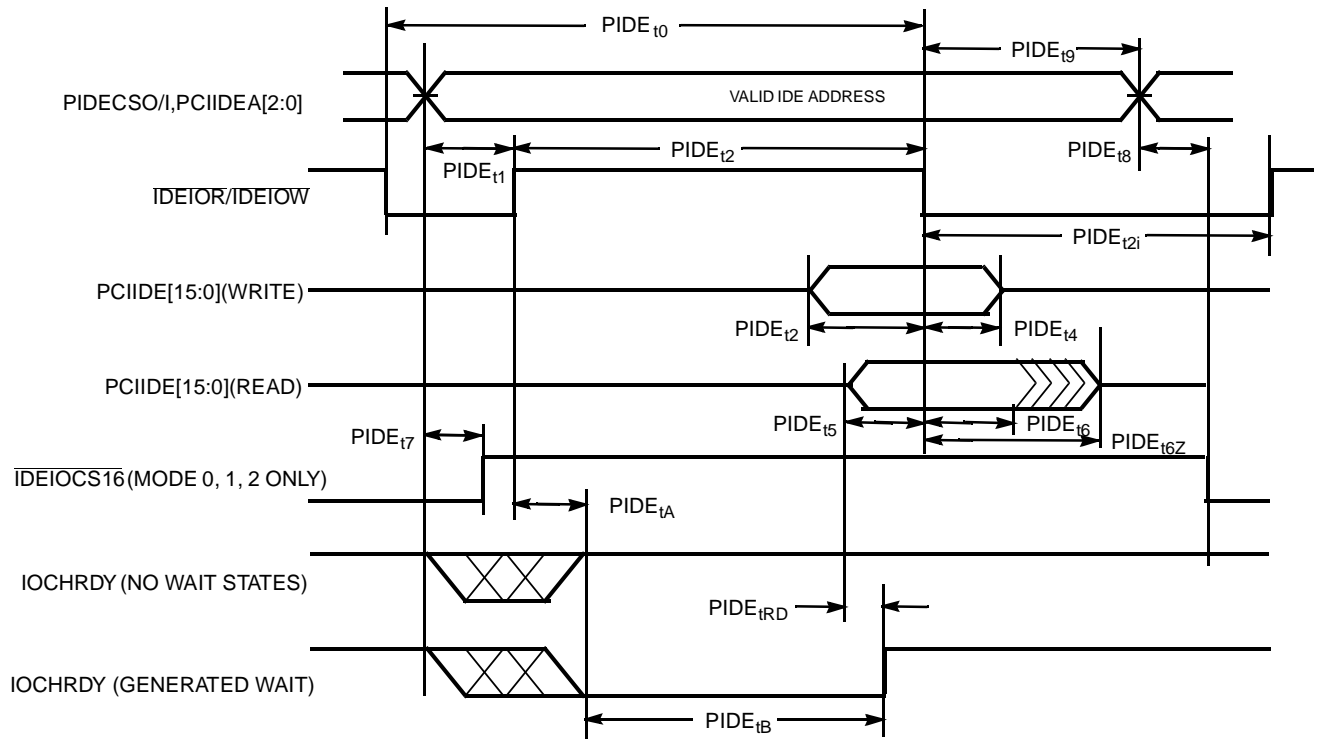 PIDEt0
PIDEt9
PIDECSO/I,PCIIDEA[2:0]
VALID IDE ADDRESS
PIDEt1
PIDEt2
PIDEt8
IDEIOR/IDEIOW
PIDEt2i
PCIIDE[15:0](WRITE)
PIDEt2
PIDEt4
PCIIDE[15:0](READ)
PIDEt5
PIDEt6
PIDEt7
PIDEt6Z
IDEIOCS16(MODE 0, 1, 2 ONLY)
PIDEtA
IOCHRDY (NO WAIT STATES)
PIDEtRD
IOCHRDY (GENERATED WAIT)
PIDEtB